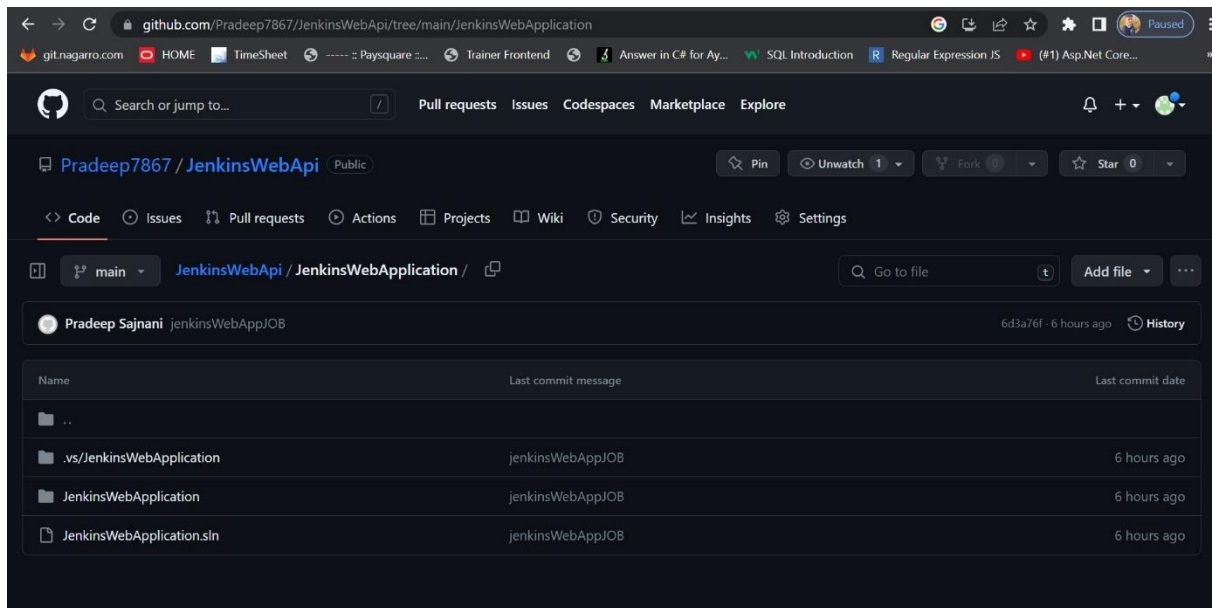 github.com/Pradeep7867/JenkinsWebApi/tree/main/JenkinsWebApplication Paused
git.nagarro.com HOME TimeSheet ----- :: Paysquare ::... Trainer Frontend Answer in C# for Ay... SQL Introduction R Regular Expression JS (#1) Asp.Net Core... »
Search or jump to... / Pull requests Issues Codespaces Marketplace Explore
Pradeep7867 / JenkinsWebApi Public Pin Unwatch 1 Fork 0 Star 0
<> Code Issues Pull requests Actions Projects Wiki Security Insights Settings
main JenkinsWebApi / JenkinsWebApplication / Go to file t Add file ...
Pradeep Sajnani jenkinsWebAppJOB 6d3a76f · 6 hours ago History
Name Last commit message Last commit date
..
.vs/JenkinsWebApplication jenkinsWebAppJOB 6 hours ago
JenkinsWebApplication jenkinsWebAppJOB 6 hours ago
JenkinsWebApplication.sln jenkinsWebAppJOB 6 hours ago